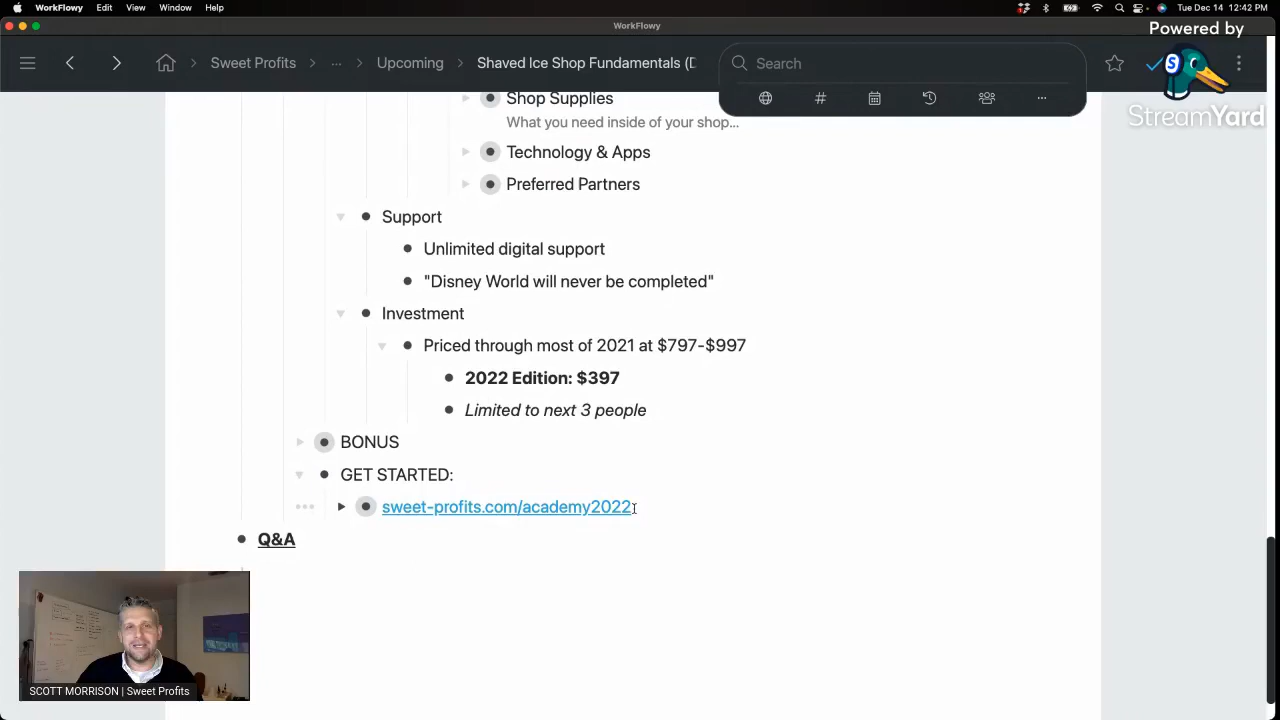 WorkFlowy Edit View Window Help Tue Dec 14 12:42 PM
WorkFlowy
Powered by
Sweet Profits ... Upcoming Shaved Ice Shop Fundamentals (D
Search
StreamYard
Shop Supplies
What you need inside of your shop...
Technology & Apps
Preferred Partners
Support
Unlimited digital support
"Disney World will never be completed"
Investment
Priced through most of 2021 at $797-$997
2022 Edition: $397
Limited to next 3 people
BONUS
GET STARTED:
sweet-profits.com/academy2022
Q&A
SCOTT MORRISON | Sweet Profits